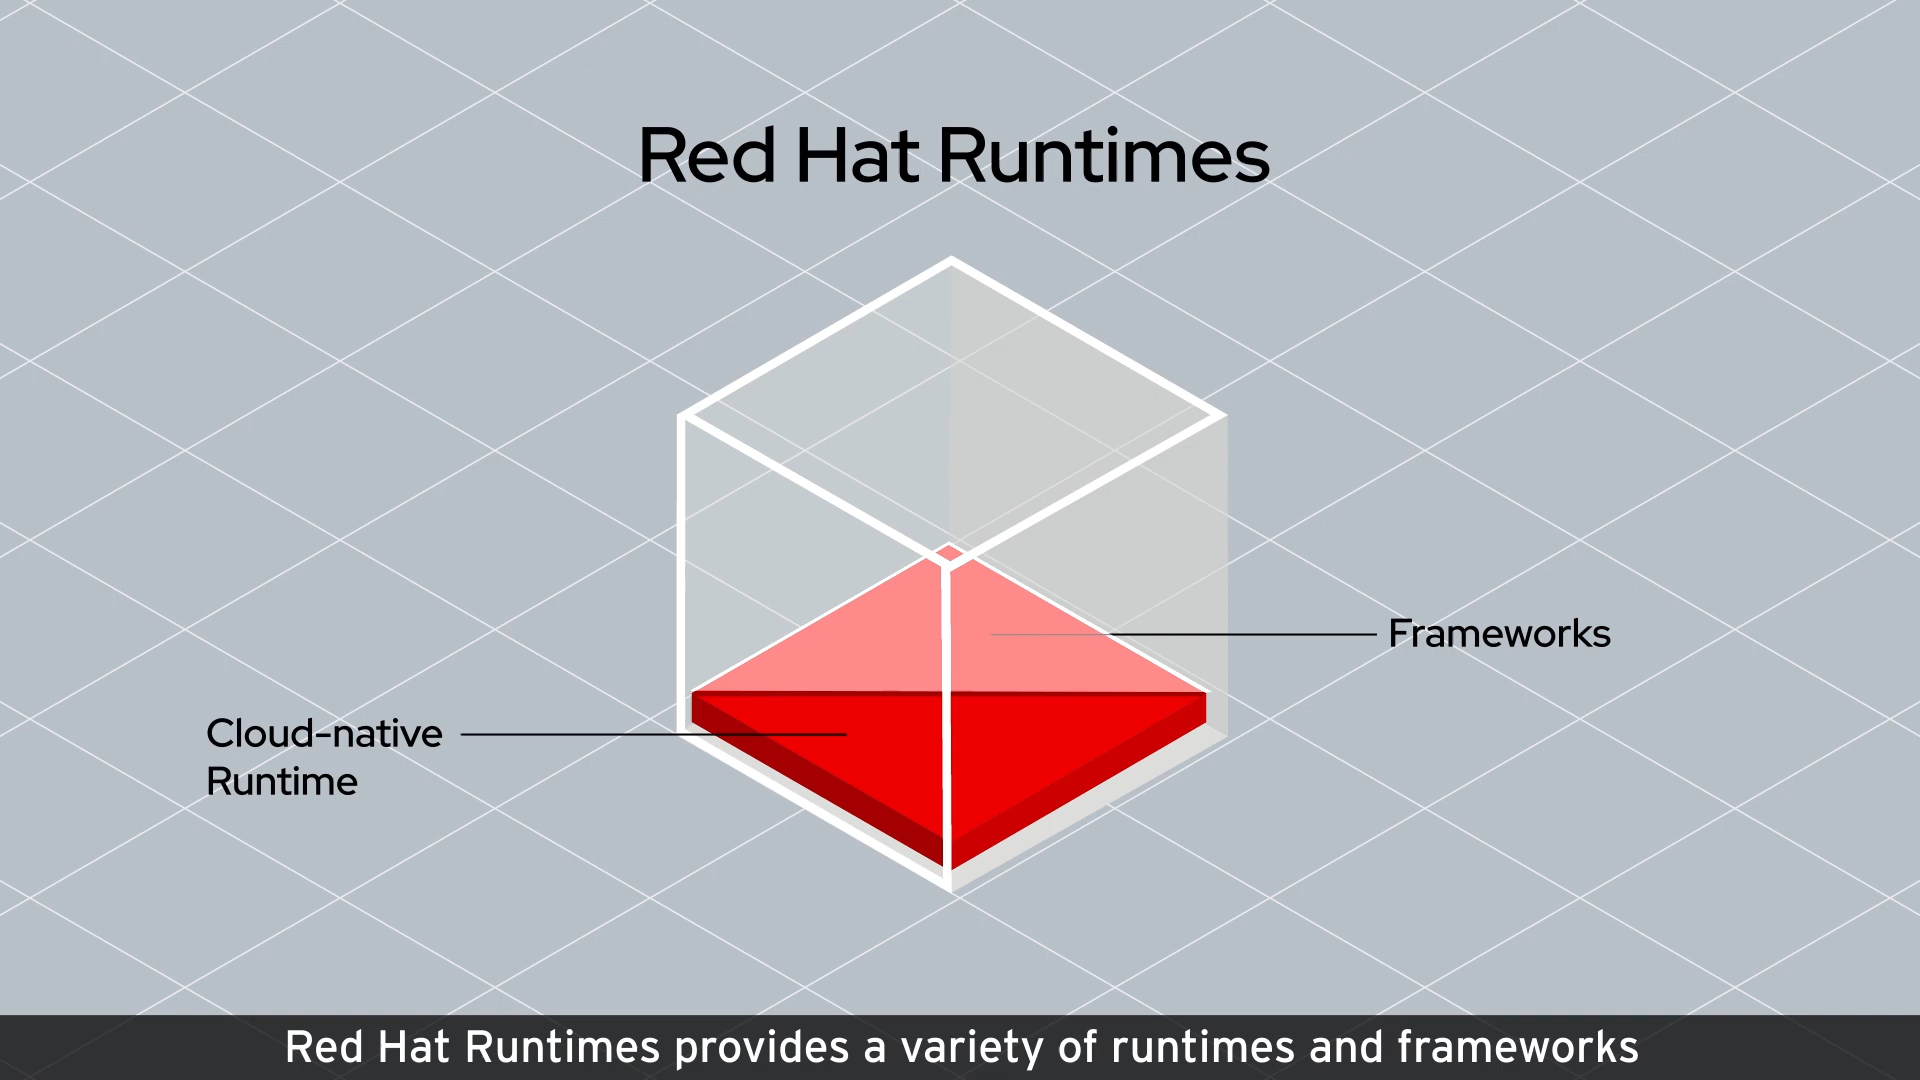 Red Hat Runtimes
Frameworks
Cloud-native
Runtime
Red Hat Runtimes provides a variety of runtimes and frameworks